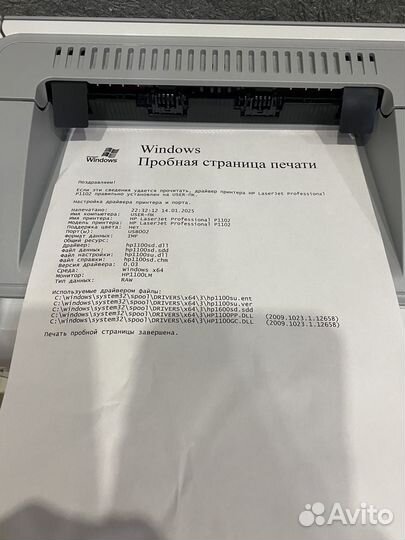 Windows
Пробная страница печати
Windows
Поздравляем!
Если эти сведения удается прочитать, драйвер принтера HP LaserJet Professional
P1102 правильно установлен на USER-ПК.
Настройка драйвера принтера и порта.
Напечатано: 22:32:12 14.01.2025
Имя компьютера: USER-ПК
Имя принтера: HP LaserJet Professional P1102
Модель принтера: HP LaserJet Professional P1102
Поддержка цвета: Нет
Порт(ы): USB002
Формат данных: IMF
Общий ресурс:
Драйвер: hp1100sd.dll
Файл данных: hp1100sd.sdd
Файл настройки: hp1100su.dll
Файл справки: hp1100sd.chm
Версия драйвера: 0.03
Среда: Windows x64
Монитор: HP1100LM
Тип данных: RAW
Используемые драйвером файлы:
C:\Windows\system32\spool\DRIVERS\x64\3\hp1100su.ent
C:\Windows\system32\spool\DRIVERS\x64\3\hp1100su.ver
C:\Windows\system32\spool\DRIVERS\x64\3\hp1600sd.sdd
C:\Windows\system32\spool\DRIVERS\x64\3\HP1100PP.DLL (2009.1023.1.12658)
C:\Windows\system32\spool\DRIVERS\x64\3\HP1100GC.DLL (2009.1023.1.12658)
Печать пробной страницы завершена.
Avito